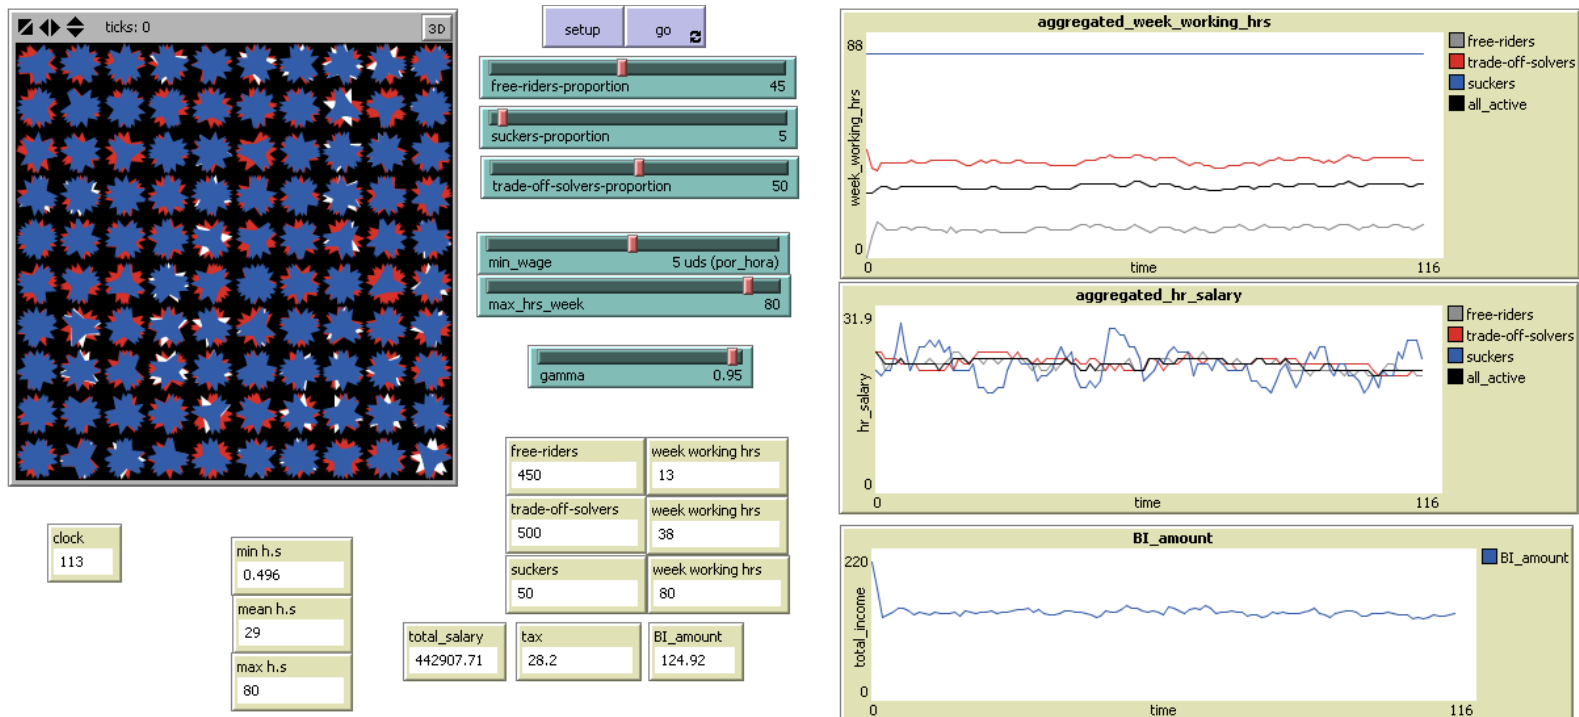 ticks: 0
3D
setup
go
free-riders-proportion 45
suckers-proportion 5
trade-off-solvers-proportion 50
min_wage 5 uds (por_hora)
max_hrs_week 80
gamma 0.95
free-riders
450
week working hrs
13
trade-off-solvers
500
week working hrs
38
suckers
50
week working hrs
80
clock
113
min h.s
0.496
mean h.s
29
max h.s
80
total_salary
442907.71
tax
28.2
BI_amount
124.92
aggregated_week_working_hrs
88
week_working_hrs
0
0
time
116
free-riders
trade-off-solvers
suckers
all_active
aggregated_hr_salary
31.9
hr_salary
0
0
time
116
free-riders
trade-off-solvers
suckers
all_active
BI_amount
220
total_income
0
0
time
116
BI_amount